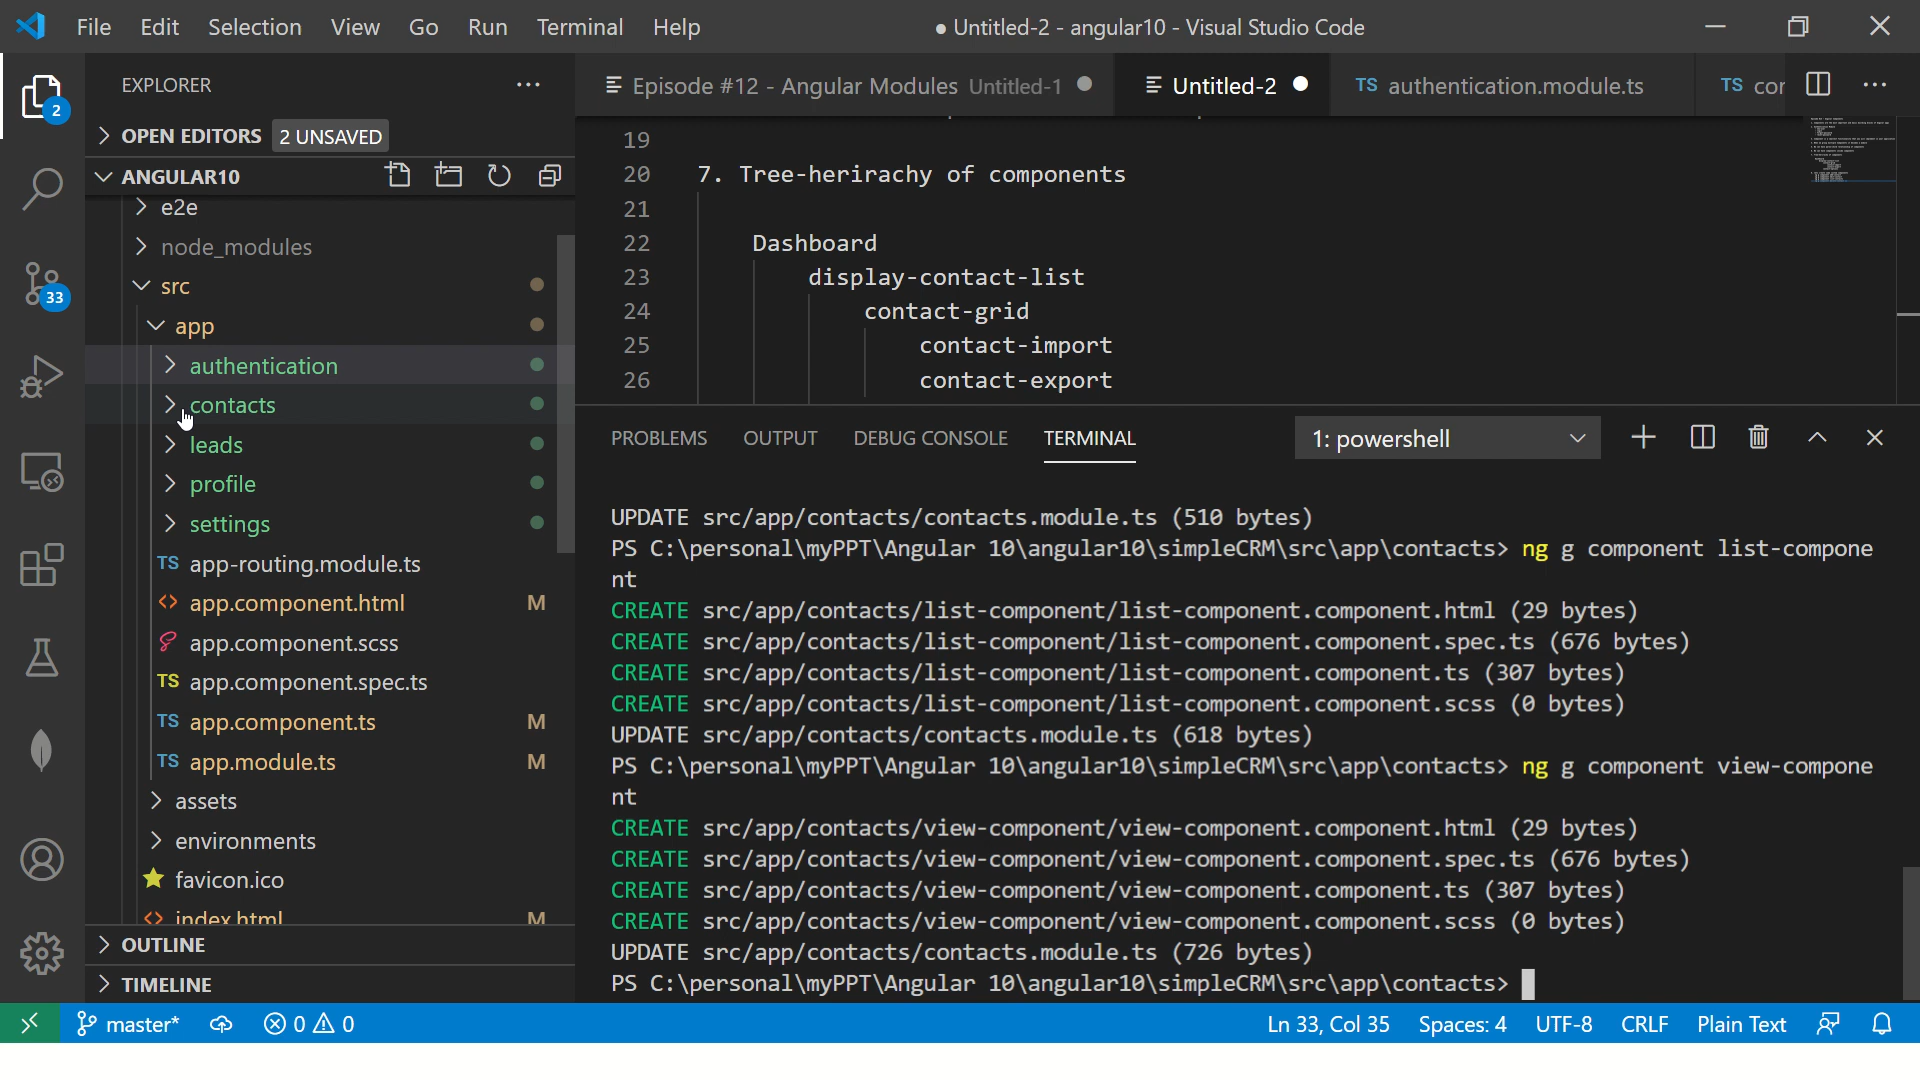 File Edit Selection View Go Run Terminal Help
● Untitled-2 - angular10 - Visual Studio Code
EXPLORER
OPEN EDITORS 2 UNSAVED
ANGULAR10
e2e
node_modules
src
app
authentication
contacts
leads
profile
settings
TS app-routing.module.ts
<> app.component.html M
app.component.scss
TS app.component.spec.ts
TS app.component.ts M
TS app.module.ts M
assets
environments
favicon.ico
<> index.html M
OUTLINE
TIMELINE
2
33
Episode #12 - Angular Modules Untitled-1
Untitled-2
TS authentication.module.ts
TS cor
19
20 7. Tree-herirachy of components
21
22 Dashboard
23 display-contact-list
24 contact-grid
25 contact-import
26 contact-export
PROBLEMS OUTPUT DEBUG CONSOLE TERMINAL
1: powershell
UPDATE src/app/contacts/contacts.module.ts (510 bytes)
PS C:\personal\myPPT\Angular 10\angular10\simpleCRM\src\app\contacts> ng g component list-compone
nt
CREATE src/app/contacts/list-component/list-component.component.html (29 bytes)
CREATE src/app/contacts/list-component/list-component.component.spec.ts (676 bytes)
CREATE src/app/contacts/list-component/list-component.component.ts (307 bytes)
CREATE src/app/contacts/list-component/list-component.component.scss (0 bytes)
UPDATE src/app/contacts/contacts.module.ts (618 bytes)
PS C:\personal\myPPT\Angular 10\angular10\simpleCRM\src\app\contacts> ng g component view-compone
nt
CREATE src/app/contacts/view-component/view-component.component.html (29 bytes)
CREATE src/app/contacts/view-component/view-component.component.spec.ts (676 bytes)
CREATE src/app/contacts/view-component/view-component.component.ts (307 bytes)
CREATE src/app/contacts/view-component/view-component.component.scss (0 bytes)
UPDATE src/app/contacts/contacts.module.ts (726 bytes)
PS C:\personal\myPPT\Angular 10\angular10\simpleCRM\src\app\contacts>
master* 0 0
Ln 33, Col 35 Spaces: 4 UTF-8 CRLF Plain Text